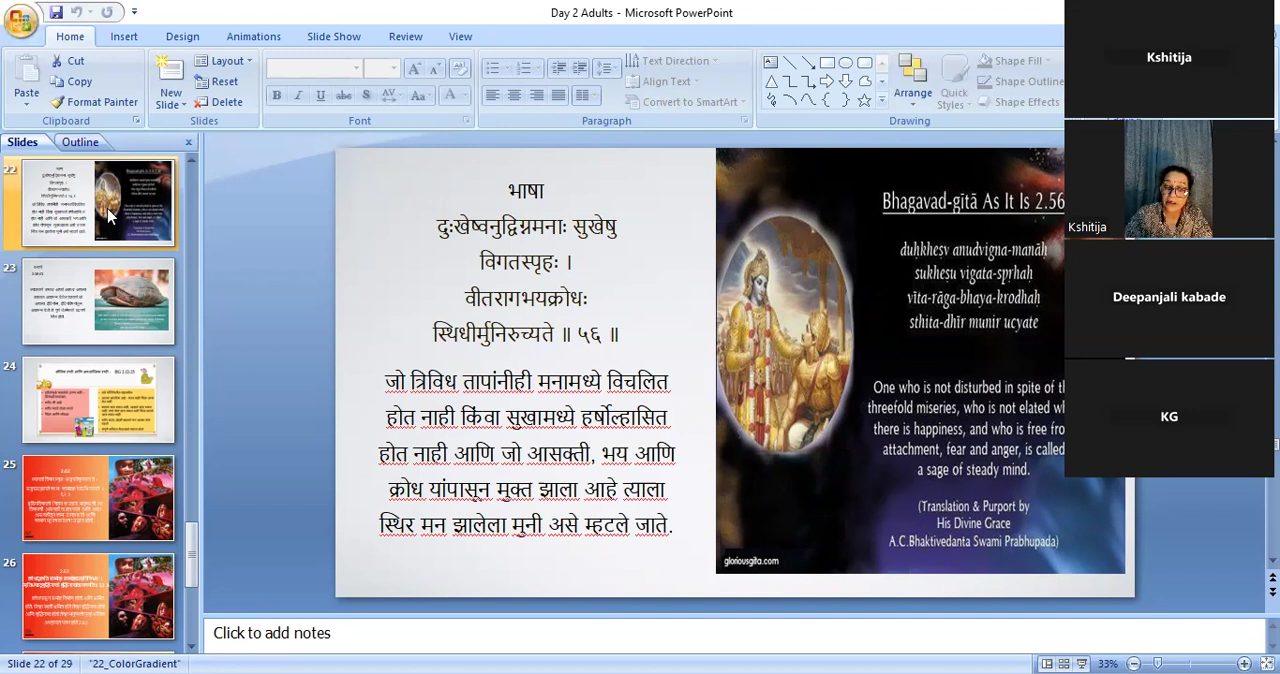 Day 2 Adults - Microsoft PowerPoint
Home Insert Design Animations Slide Show Review View
Paste
Cut
Copy
Format Painter
Clipboard
New Slide
Layout
Reset
Delete
Slides
B I U abc S AV Aa A
Font
Text Direction
Align Text
Convert to SmartArt
Paragraph
Arrange
Quick Styles
Shape Fill
Shape Outline
Shape Effects
Drawing
Slides Outline
22
23
24
25
26
भाषा
दुःखेष्वनुद्विग्नमनाः सुखेषु
विगतस्पृहः ।
वीतरागभयक्रोधः
स्थिधीर्मुनिरुच्यते ॥ ५६ ॥
जो त्रिविध तापांनाही मनामध्ये विचलित
होत नाही किंवा सुखामध्ये हर्षोल्हासित
होत नाही आणि जो आसक्ती, भय आणि
क्रोध यांपासून मुक्त झाला आहे त्याला
स्थिर मन झालेला मुनी असे म्हटले जाते.
Bhagavad-gītā As It Is 2.56
duḥkheṣv anudvigna-manāḥ
sukheṣu vigata-spṛhaḥ
vīta-rāga-bhaya-krodhaḥ
sthita-dhīr munir ucyate
One who is not disturbed in spite of
threefold miseries, who is not elated
there is happiness, and who is free
attachment, fear and anger, is called
a sage of steady mind.
(Translation & Purport by
His Divine Grace
A.C.Bhaktivedanta Swami Prabhupada)
gloriousgita.com
Kshitija
Kshitija
Deepanjali kabade
KG
Click to add notes
Slide 22 of 29 "22_ColorGradient" 33%